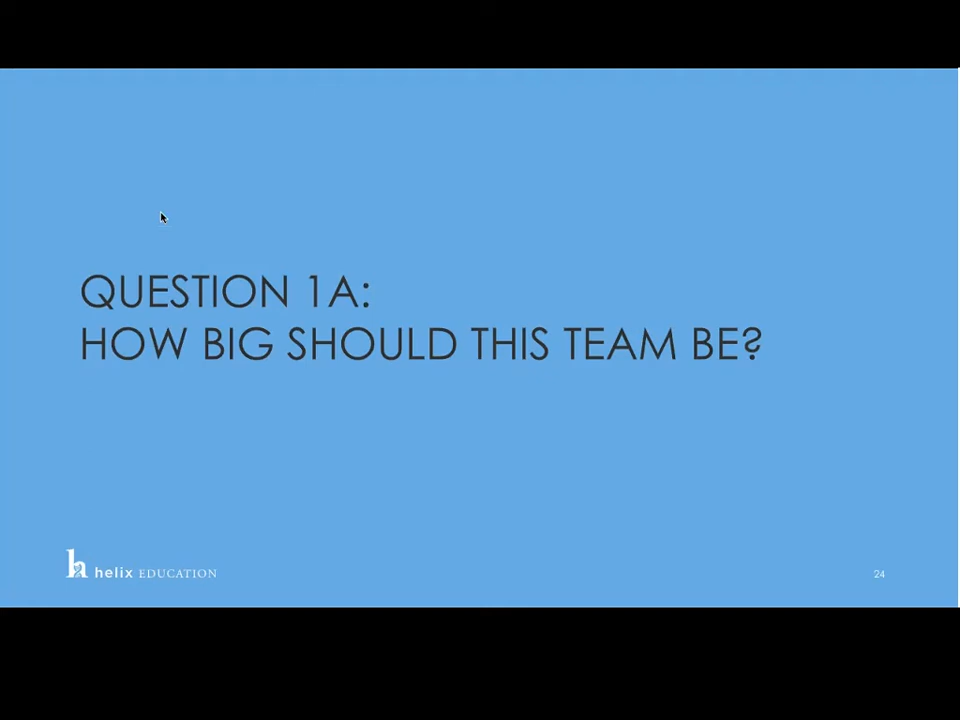 QUESTION 1A:
HOW BIG SHOULD THIS TEAM BE?
helix EDUCATION
24